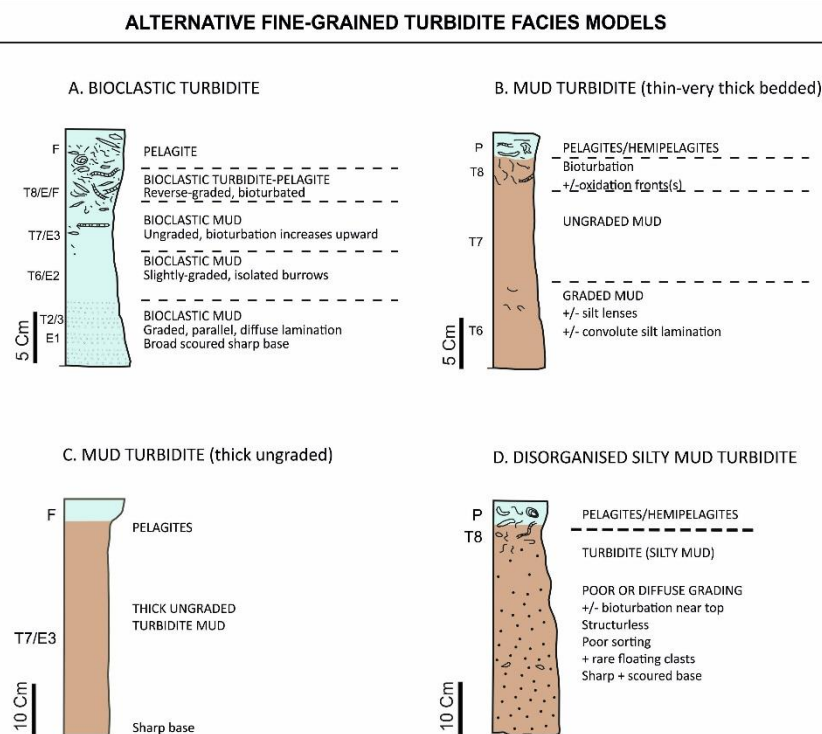 ALTERNATIVE FINE-GRAINED TURBIDITE FACIES MODELS
A. BIOCLASTIC TURBIDITE
F
PELAGITE
T8/E/F
BIOCLASTIC TURBIDITE-PELAGITE
Reverse-graded, bioturbated
T7/E3
BIOCLASTIC MUD
Ungraded, bioturbation increases upward
T6/E2
BIOCLASTIC MUD
Slightly-graded, isolated burrows
T2/3
E1
BIOCLASTIC MUD
Graded, parallel, diffuse lamination
Broad scoured sharp base
5 Cm
B. MUD TURBIDITE (thin-very thick bedded)
P
PELAGITES/HEMIPELAGITES
T8
Bioturbation
+/-oxidation fronts(s)
T7
UNGRADED MUD
T6
GRADED MUD
+/- silt lenses
+/- convolute silt lamination
5 Cm
C. MUD TURBIDITE (thick ungraded)
F
PELAGITES
T7/E3
THICK UNGRADED
TURBIDITE MUD
Sharp base
10 Cm
D. DISORGANISED SILTY MUD TURBIDITE
P
PELAGITES/HEMIPELAGITES
T8
TURBIDITE (SILTY MUD)
POOR OR DIFFUSE GRADING
+/- bioturbation near top
Structurless
Poor sorting
+ rare floating clasts
Sharp + scoured base
10 Cm